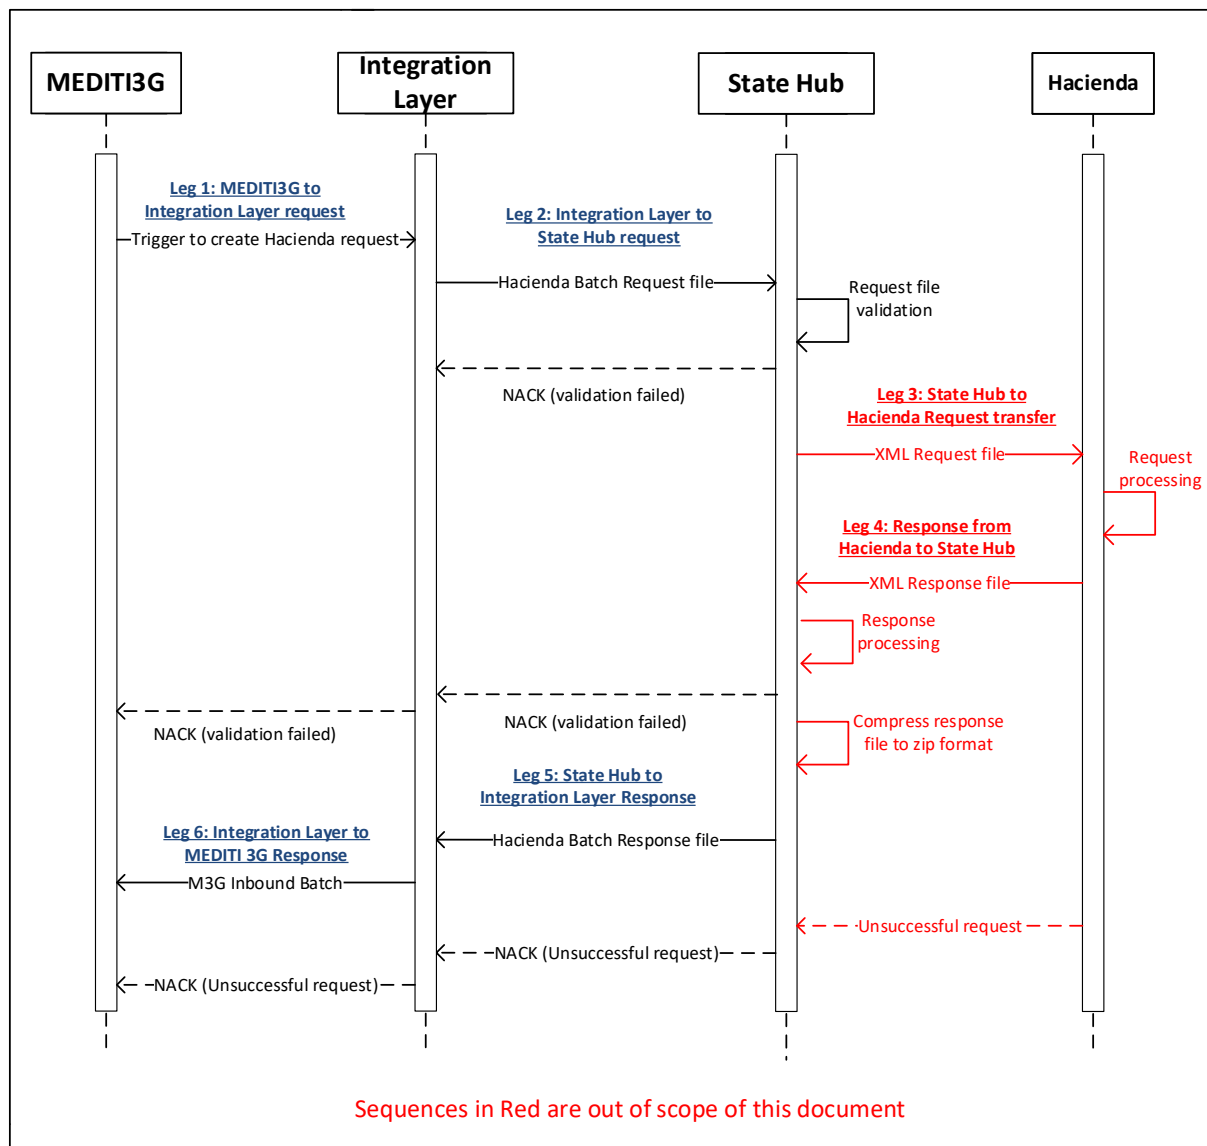 MEDITI3G
Integration
Layer
State Hub
Hacienda
Leg 1: MEDITI3G to
Integration Layer request
Trigger to create Hacienda request
Leg 2: Integration Layer to
State Hub request
Hacienda Batch Request file
Request file
validation
NACK (validation failed)
Leg 3: State Hub to
Hacienda Request transfer
XML Request file
Request
processing
Leg 4: Response from
Hacienda to State Hub
XML Response file
Response
processing
NACK (validation failed)
NACK (validation failed)
Compress response
file to zip format
Leg 5: State Hub to
Integration Layer Response
Hacienda Batch Response file
Leg 6: Integration Layer to
MEDITI 3G Response
M3G Inbound Batch
Unsuccessful request
NACK (Unsuccessful request)
NACK (Unsuccessful request)
Sequences in Red are out of scope of this document